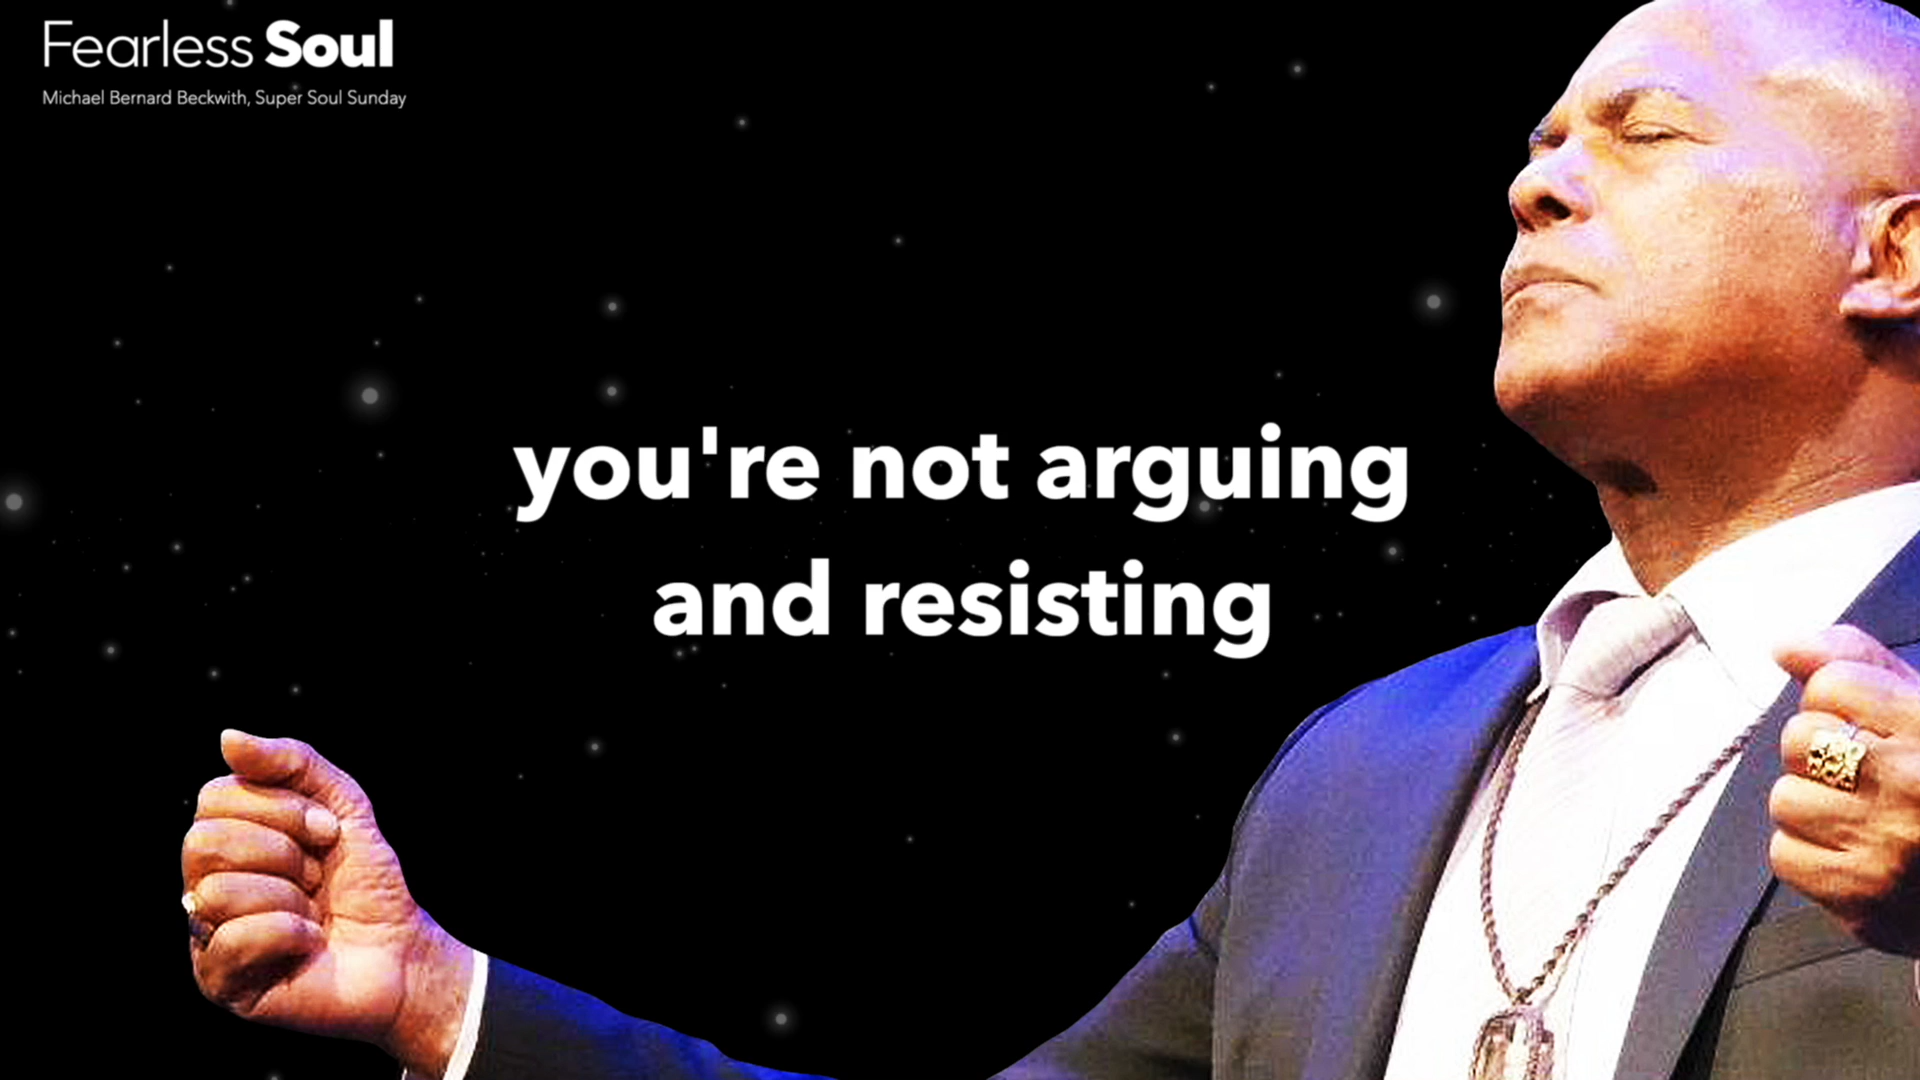 Fearless Soul
Michael Bernard Beckwith, Super Soul Sunday
you're not arguing
and resisting